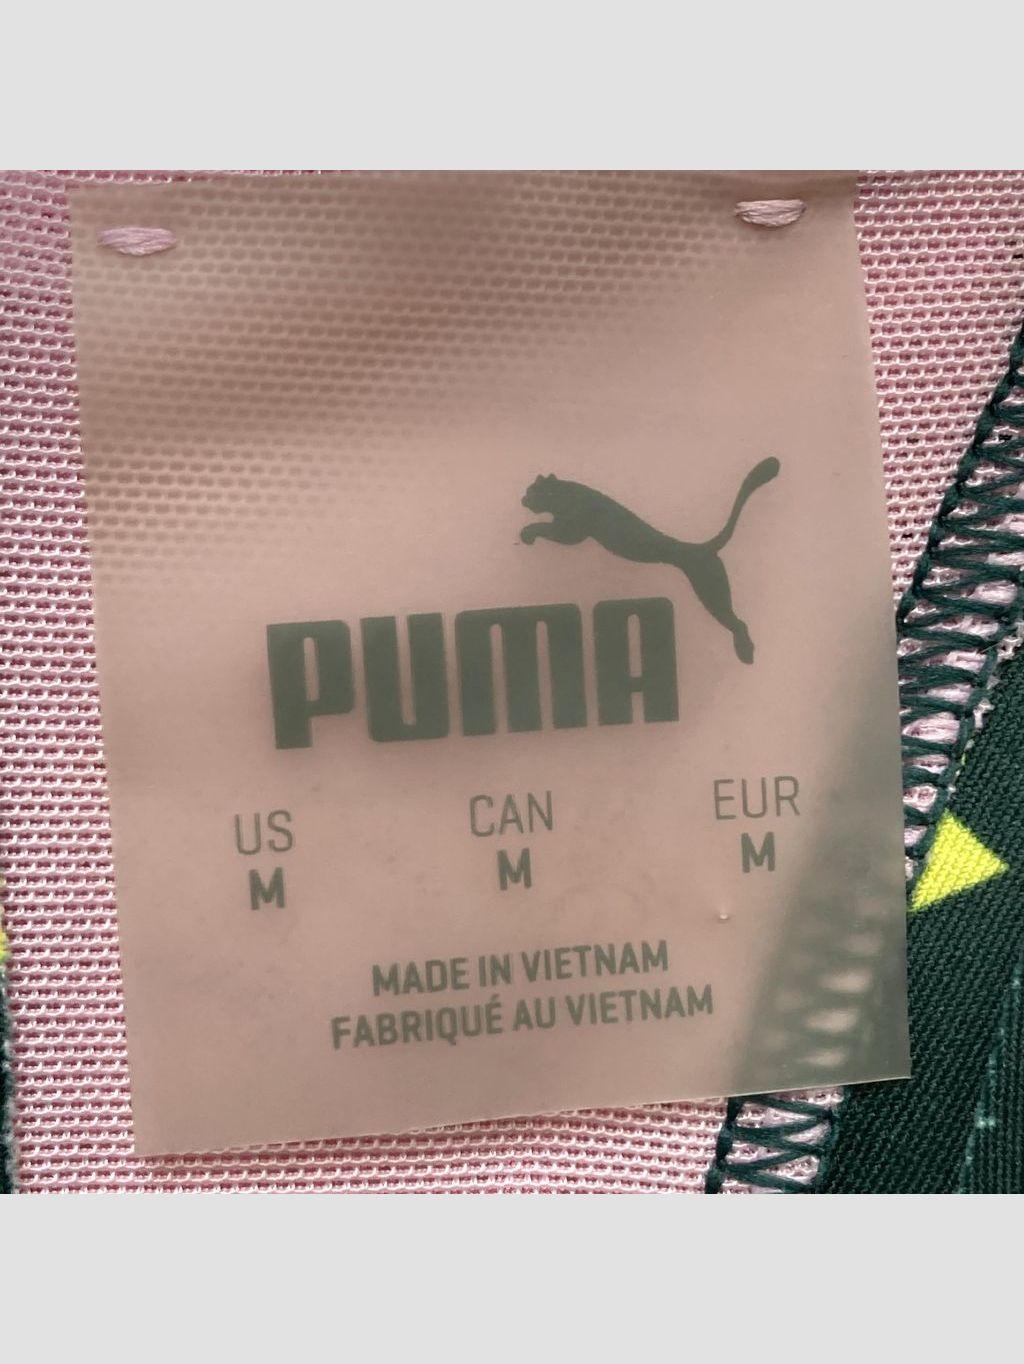 PUMA
US CAN EUR
M M M
MADE IN VIETNAM
FABRIQUÉ AU VIETNAM